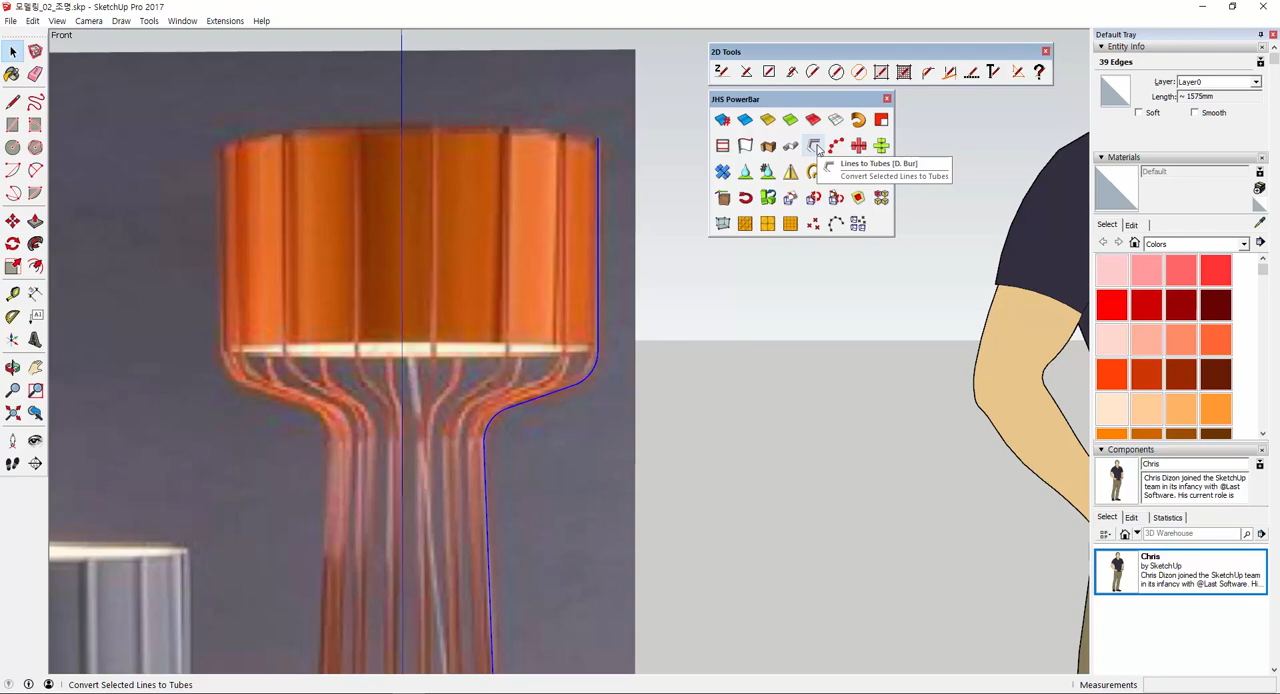 모델링_02_조명.skp - SketchUp Pro 2017
File Edit View Camera Draw Tools Window Extensions Help
Front
2D Tools
JHS PowerBar
Lines to Tubes [D. Bur]
Convert Selected Lines to Tubes
Default Tray
Entity Info
39 Edges
Layer: Layer0
Length: ~ 1575mm
Soft Smooth
Materials
Default
Select Edit
Colors
Components
Chris
Chris Dizon joined the SketchUp
team in its infancy with @Last
Software. His current role is
Select Edit Statistics
3D Warehouse
Chris
by SketchUp
Chris Dizon joined the SketchUp team
in its infancy with @Last Software. Hi...
Convert Selected Lines to Tubes
Measurements